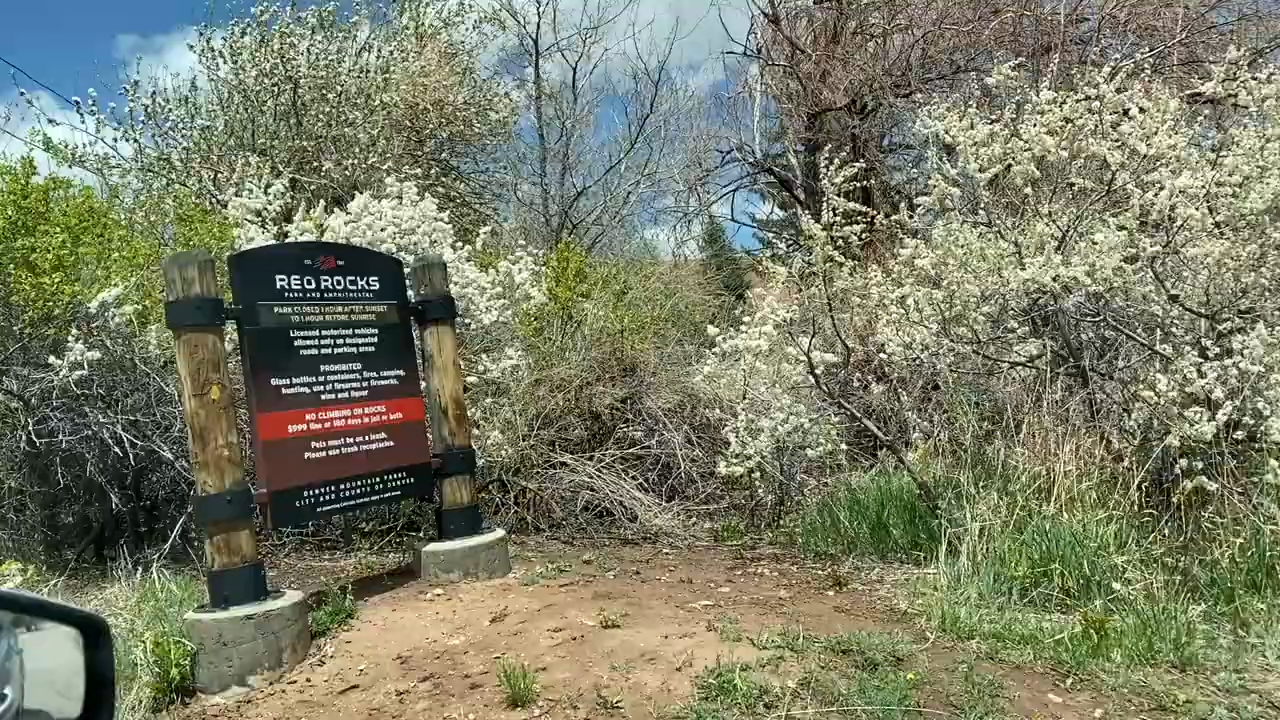 RED ROCKS
PARK AND AMPHITHEATRE
PARK CLOSED 1 HOUR AFTER SUNSET
TO 1 HOUR BEFORE SUNRISE
Licensed motorized vehicles
allowed only on designated
roads and parking areas
PROHIBITED
Glass bottles or containers, fires, camping,
hunting, use of firearms or fireworks,
wine and liquor
NO CLIMBING ON ROCKS
$999 fine or 180 days in jail or both
Pets must be on a leash.
Please use trash receptacles.
DENVER MOUNTAIN PARKS
CITY AND COUNTY OF DENVER